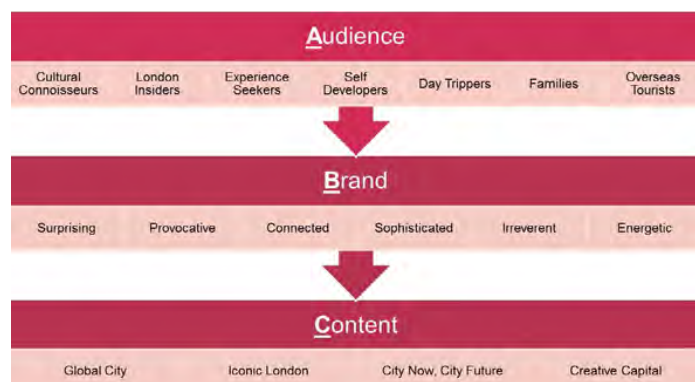 Audience
Cultural Connoisseurs
London Insiders
Experience Seekers
Self Developers
Day Trippers
Families
Overseas Tourists
Brand
Surprising
Provocative
Connected
Sophisticated
Irreverent
Energetic
Content
Global City
Iconic London
City Now, City Future
Creative Capital